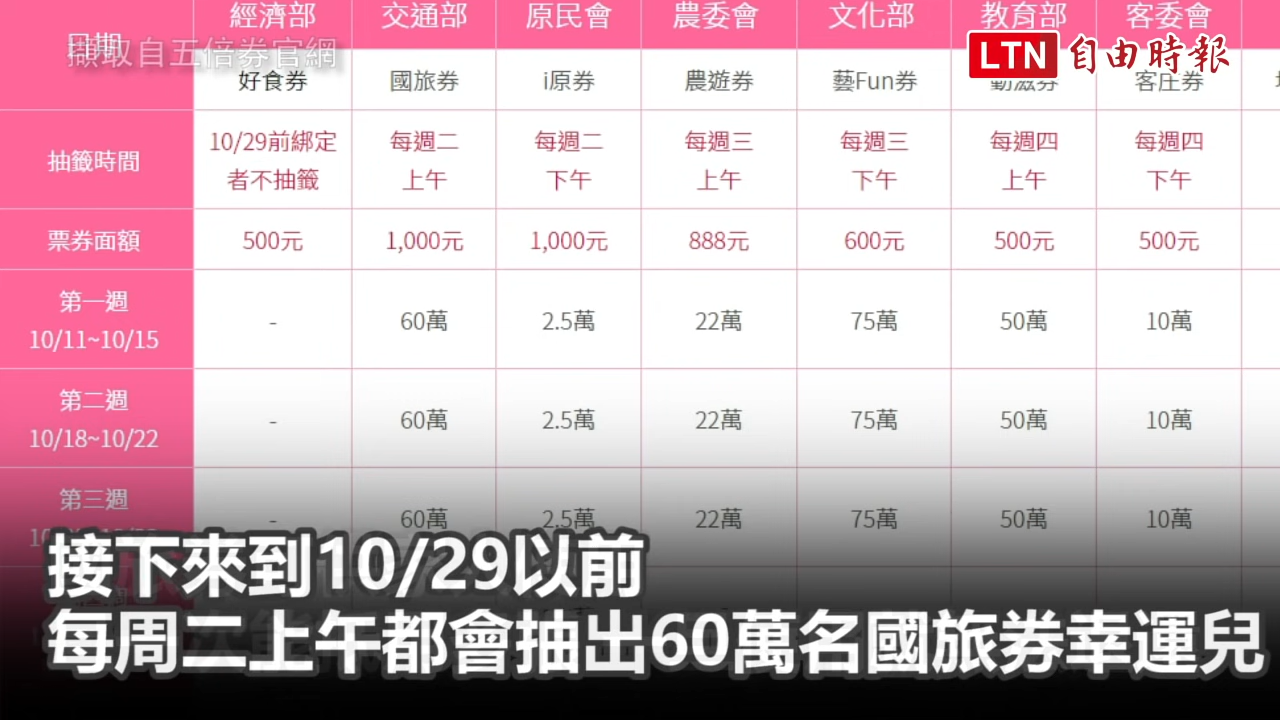 經濟部 交通部 原民會 農委會 文化部 教育部 客委會
日期
擷取自五倍券官網
LTN 自由時報
好食券 國旅券 i原券 農遊券 藝Fun券 動滋券 客庄券
抽籤時間
10/29前綁定 每週二 每週二 每週三 每週三 每週四 每週四
者不抽籤 上午 下午 上午 下午 上午 下午
票券面額 500元 1,000元 1,000元 888元 600元 500元 500元
第一週
10/11~10/15 - 60萬 2.5萬 22萬 75萬 50萬 10萬
第二週
10/18~10/22 - 60萬 2.5萬 22萬 75萬 50萬 10萬
第三週
- 60萬 2.5萬 22萬 75萬 50萬 10萬
接下來到10/29以前
每周二上午都會抽出60萬名國旅券幸運兒